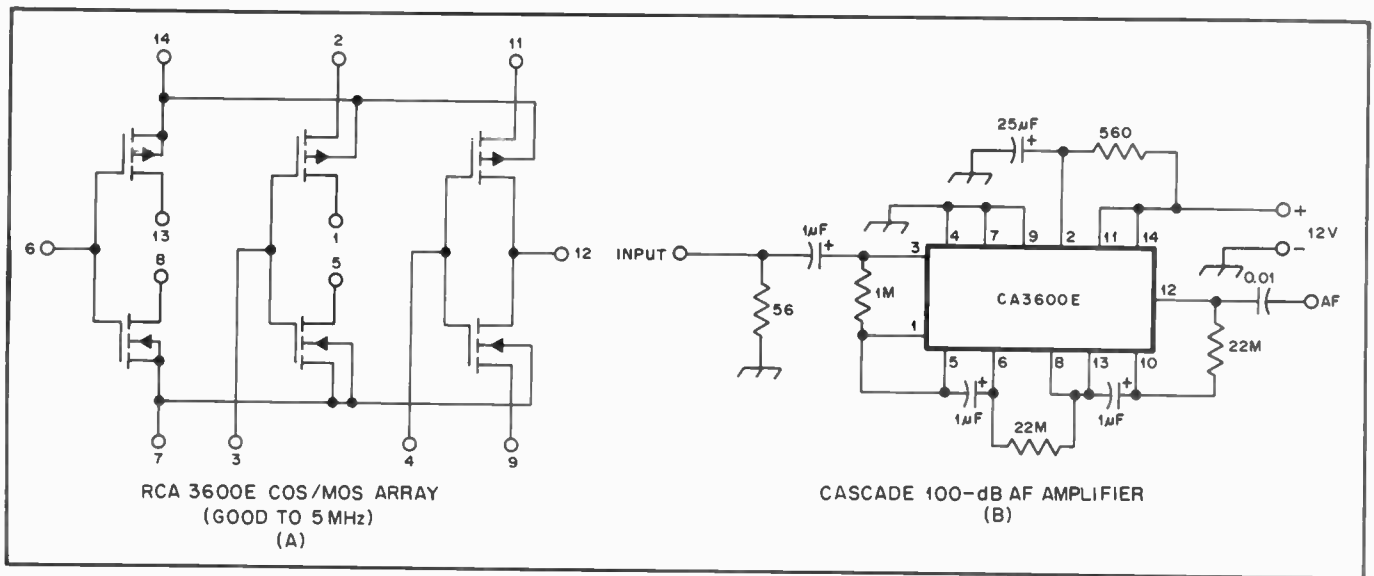 14
2
11
13
1
6
8
5
12
7
3
4
9
RCA 3600E COS/MOS ARRAY
(GOOD TO 5 MHz)
(A)
25µF
+
560
+
12V
-
4
7
9
2
11
14
INPUT
1µF
+
3
56
1M
CA3600E
12
0.01
AF
1
5
6
8
13
10
22M
+
1µF
+
1µF
22M
CASCADE 100-dB AF AMPLIFIER
(B)